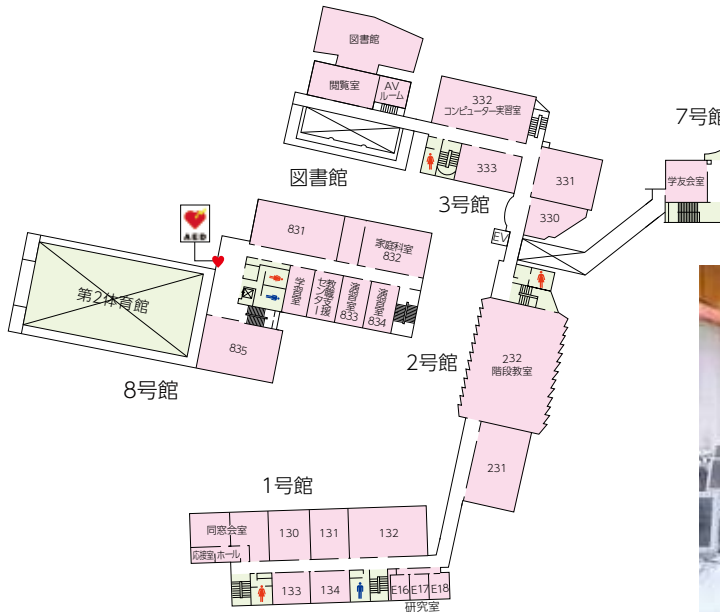 図書館
閲覧室
AV
ルーム
332
コンピューター実習室
7号館
333
331
学友会室
図書館
3号館
330
EV
AED
831
家庭科室
832
第2体育館
学習室
教職支援
センター
演習室
833
演習室
834
835
8号館
2号館
232
階段教室
231
1号館
同窓会室
130
131
132
応接室
ホール
133
134
E16
E17
E18
研究室